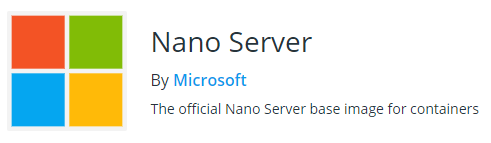 Nano Server
By Microsoft
The official Nano Server base image for containers